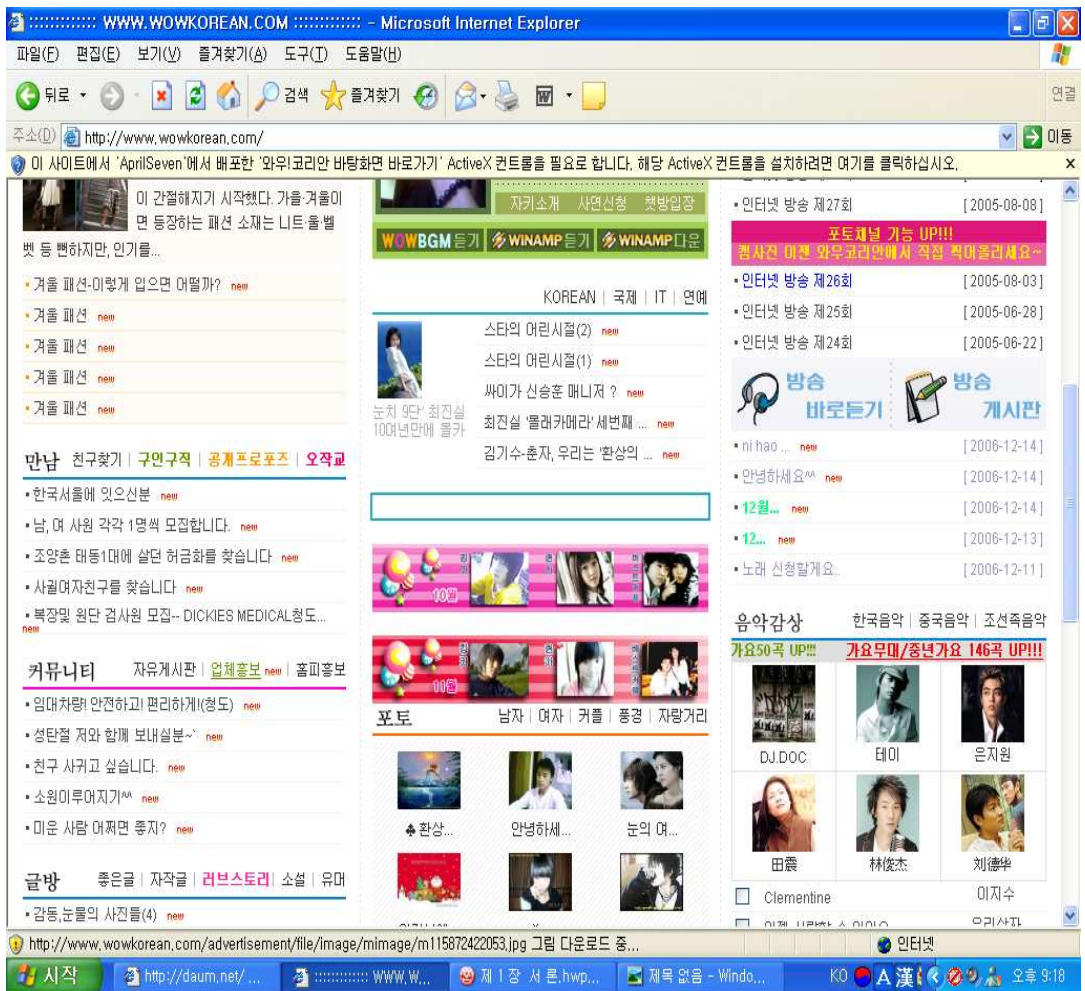 :::::::::::: WWW.WOWKOREAN.COM :::::::::::: - Microsoft Internet Explorer
파일(F) 편집(E) 보기(V) 즐겨찾기(A) 도구(T) 도움말(H)
뒤로 검색 즐겨찾기 연결
주소(D) http://www.wowkorean.com/ 이동
이 사이트에서 'AprilSeven'에서 배포한 '와우!코리안 바탕화면 바로가기' ActiveX 컨트롤을 필요로 합니다. 해당 ActiveX 컨트롤을 설치하려면 여기를 클릭하십시오.
이 간절해지기 시작했다. 가을·겨울이
면 등장하는 패션 소재는 니트·울·벨
벳 등 뻔하지만, 인기를...
겨울 패션-이렇게 입으면 어떨까? new
겨울 패션 new
겨울 패션 new
겨울 패션 new
겨울 패션 new
만남 친구찾기 | 구인구직 | 공개프로포즈 | 오작교
한국서울에 잇으신분 new
남, 여 사원 각각 1명씩 모집합니다. new
조양촌 태동1대에 살던 허금화를 찾습니다 new
사귈여자친구를 찾습니다 new
복장및 원단 검사원 모집-- DICKIES MEDICAL청도...
new
커뮤니티 자유게시판 | 업체홍보 new | 홈피홍보
임대차량! 안전하고! 편리하게!(청도) new
성탄절 저와 함께 보내실분~` new
친구 사귀고 싶습니다. new
소원이루어지기^^ new
미운 사람 어쩌면 좋지? new
글방 좋은글 | 자작글 | 러브스토리 | 소설 | 유머
감동,눈물의 사진들(4) new
자키소개 사연신청 챗방입장
WOWBGM듣기 WINAMP듣기 WINAMP다운
KOREAN | 국제 | IT | 연예
스타의 어린시절(2) new
스타의 어린시절(1) new
싸이가 신승훈 매니저 ? new
최진실 '몰래카메라' 세번째 ... new
김기수-춘자, 우리는 '환상의 ... new
눈치 9단' 최진실
10여년만에 몰카
10월
11월
포토 남자 | 여자 | 커플 | 풍경 | 자랑거리
♣환상...
안녕하세...
눈의 여...
인터넷 방송 제27회 [2005-08-08]
포토채널 기능 UP!!!
캠사진 이젠 와우코리안에서 직접 찍어올리세요~
인터넷 방송 제26회 [2005-08-03]
인터넷 방송 제25회 [2005-06-28]
인터넷 방송 제24회 [2005-06-22]
방송
바로듣기
방송
게시판
ni hao ... new [2006-12-14]
안녕하세요^^ new [2006-12-14]
12월... new [2006-12-14]
12... new [2006-12-13]
노래 신청할게요.. [2006-12-11]
음악감상 한국음악 | 중국음악 | 조선족음악
가요50곡 UP!!! 가요무대/중년가요 146곡 UP!!!
DJ.DOC
테이
은지원
田震
林俊杰
刘德华
Clementine 이지수
http://www.wowkorean.com/advertisement/file/image/mimage/m115872422053.jpg 그림 다운로드 중... 인터넷
시작 http://daum.net/ ... :::::::::::: WWW.W... 제 1 장 서 론.hwp... 제목 없음 - Windo... KO A 漢 오후 9:18